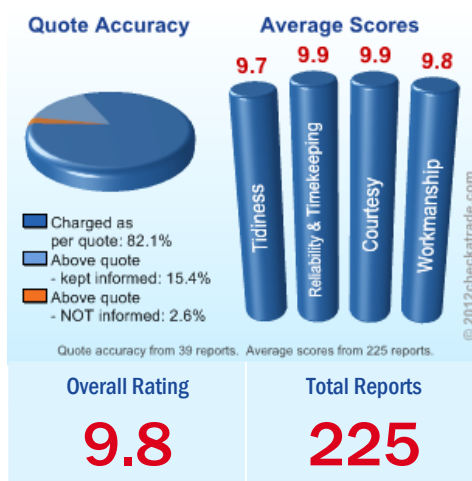 Quote Accuracy
Average Scores
9.7
9.9
9.9
9.8
Tidiness
Reliability & Timekeeping
Courtesy
Workmanship
Charged as
per quote: 82.1%
Above quote
- kept informed: 15.4%
Above quote
- NOT informed: 2.6%
© 2012checkatrade.com
Quote accuracy from 39 reports. Average scores from 225 reports.
Overall Rating
9.8
Total Reports
225